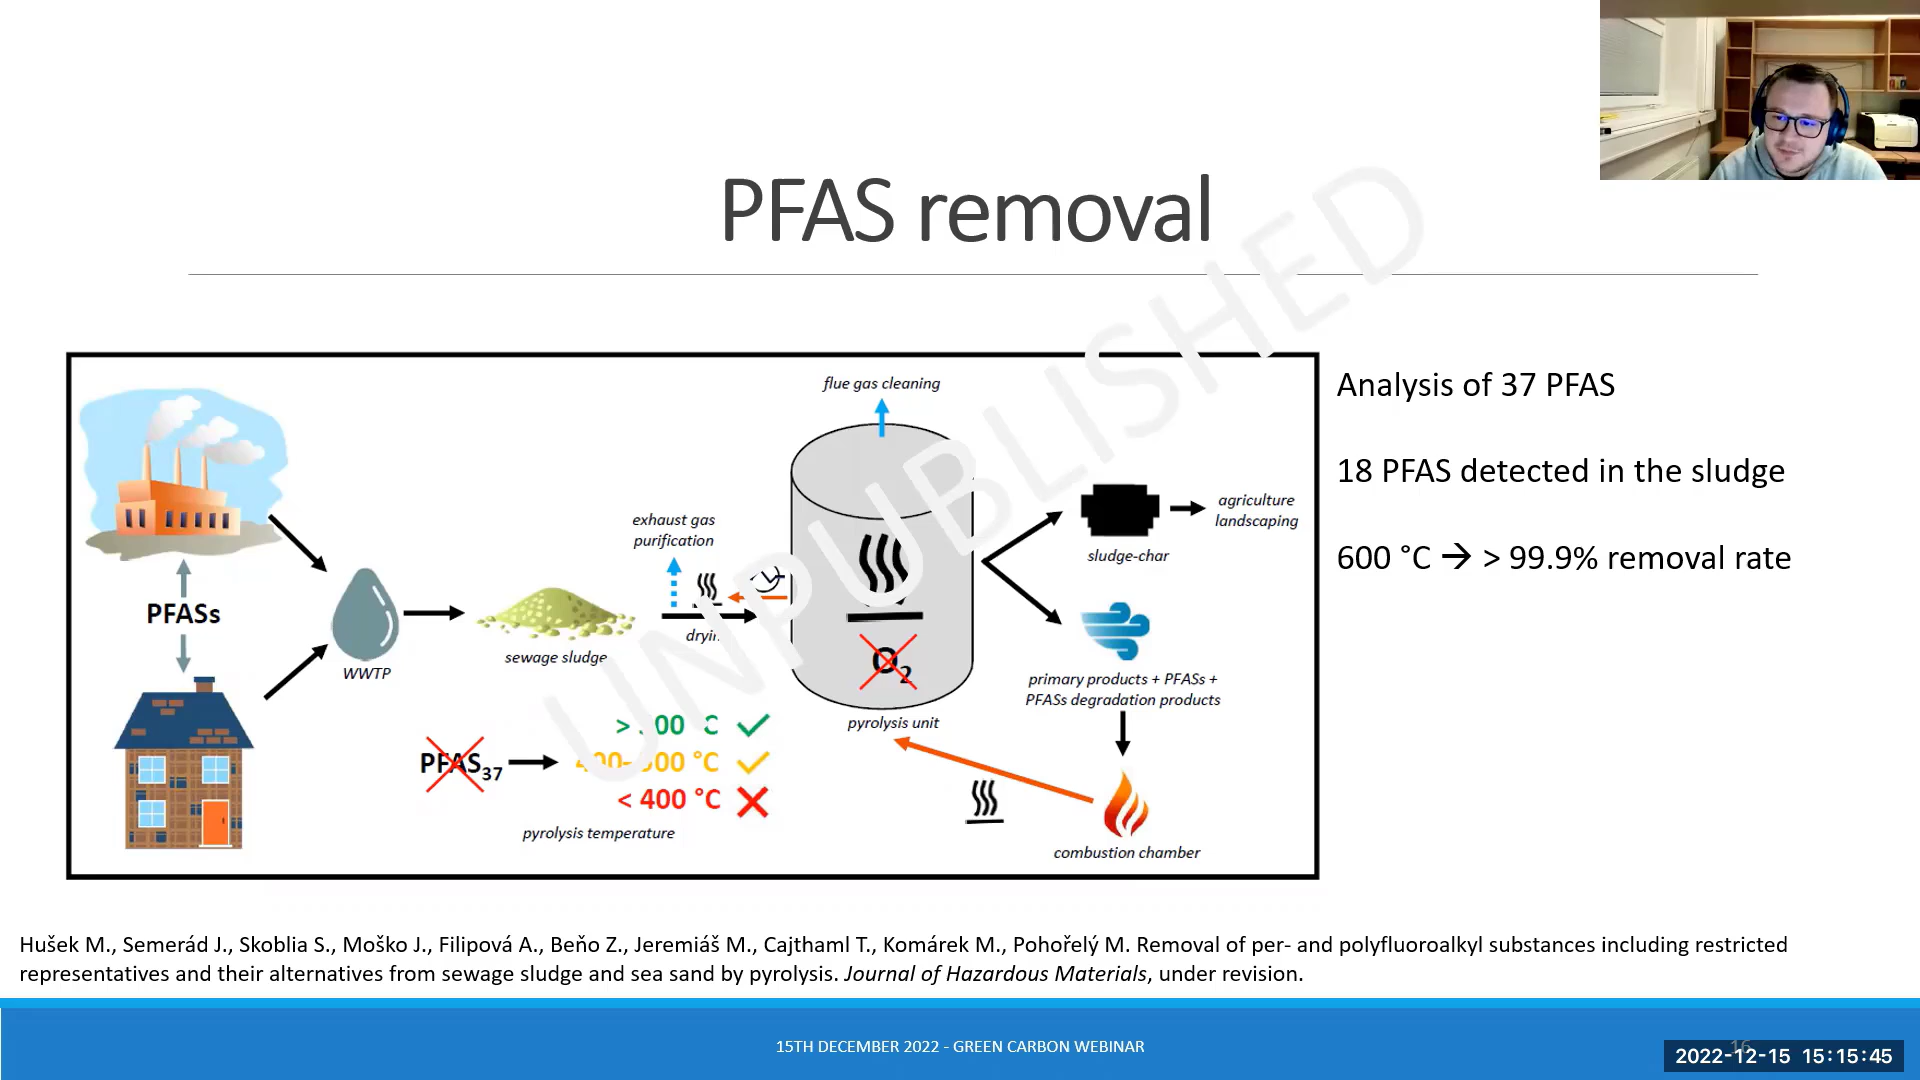 PFAS removal
UNPUBLISHED
flue gas cleaning
Analysis of 37 PFAS
18 PFAS detected in the sludge
600 °C → > 99.9% removal rate
exhaust gas
purification
agriculture
landscaping
sludge-char
PFASs
WWTP
sewage sludge
O2
primary products + PFASs +
PFASs degradation products
pyrolysis unit
PFAS37
°C
< 400 °C
pyrolysis temperature
combustion chamber
Hušek M., Semerád J., Skoblia S., Moško J., Filipová A., Beňo Z., Jeremiáš M., Cajthaml T., Komárek M., Pohořelý M. Removal of per- and polyfluoroalkyl substances including restricted
representatives and their alternatives from sewage sludge and sea sand by pyrolysis. Journal of Hazardous Materials, under revision.
15TH DECEMBER 2022 - GREEN CARBON WEBINAR
16
2022-12-15 15:15:45